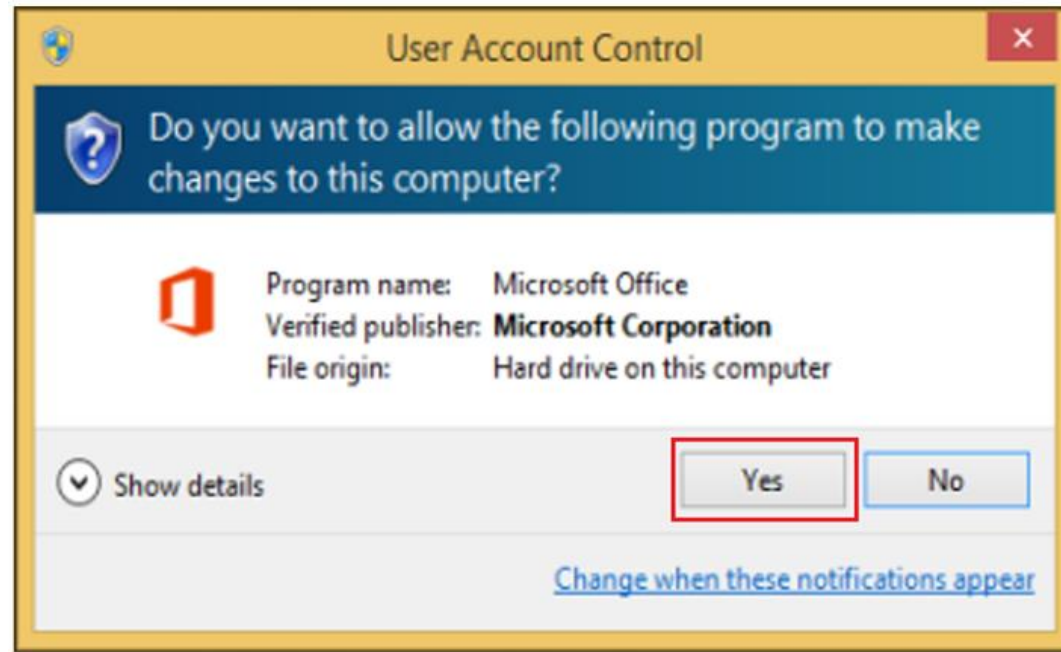 User Account Control
Do you want to allow the following program to make
changes to this computer?
Program name: Microsoft Office
Verified publisher: Microsoft Corporation
File origin: Hard drive on this computer
Show details
Yes
No
Change when these notifications appear